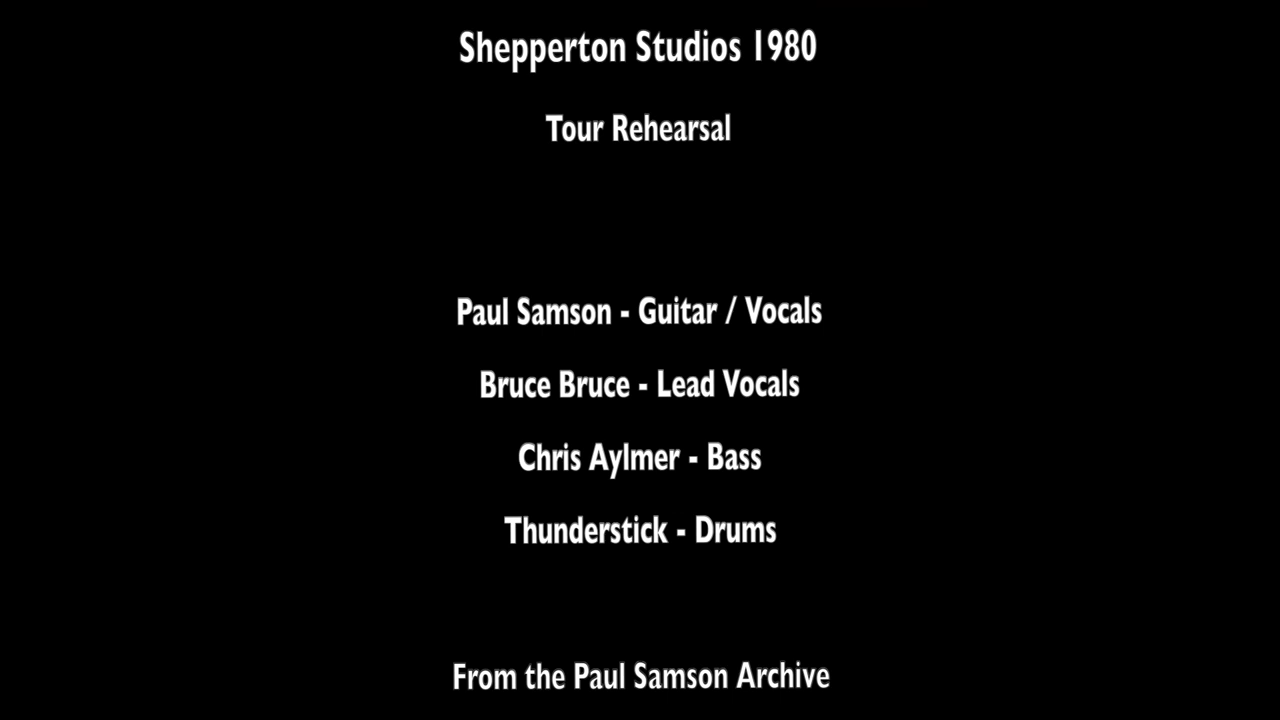 Shepperton Studios 1980
Tour Rehearsal
Paul Samson - Guitar / Vocals
Bruce Bruce - Lead Vocals
Chris Aylmer - Bass
Thunderstick - Drums
From the Paul Samson Archive